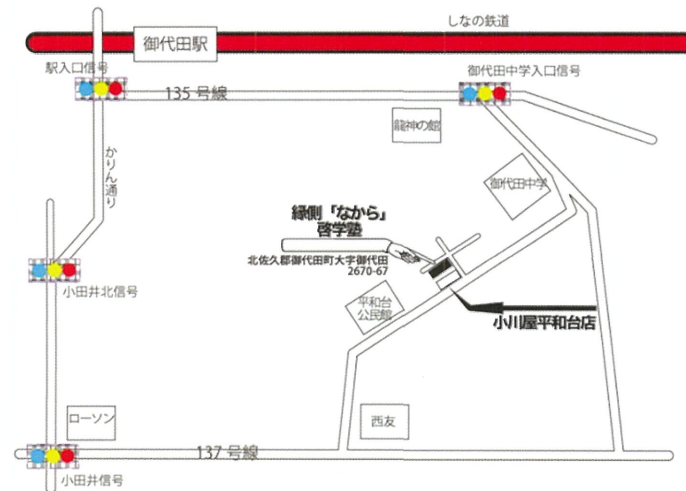 しなの鉄道
御代田駅
駅入口信号
御代田中学入口信号
135号線
龍神の館
かりん通り
御代田中学
縁側「なから」
啓学塾
北佐久郡御代田町大字御代田
2670-67
小田井北信号
平和台
公民館
小川屋平和台店
ローソン
西友
137号線
小田井信号